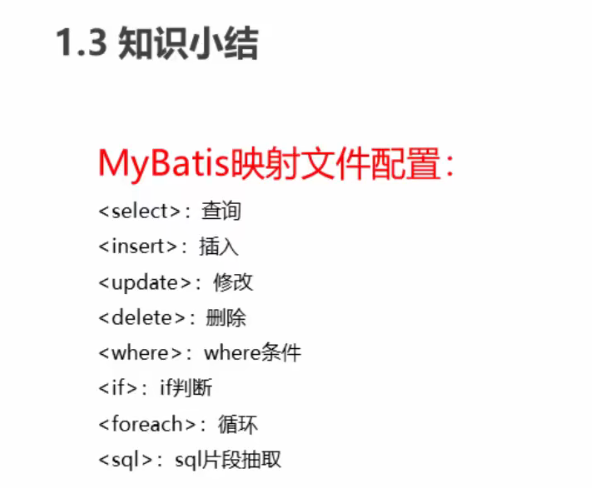 1.3 知识小结
MyBatis映射文件配置：
<select>：查询
<insert>：插入
<update>：修改
<delete>：删除
<where>：where条件
<if>：if判断
<foreach>：循环
<sql>：sql片段抽取